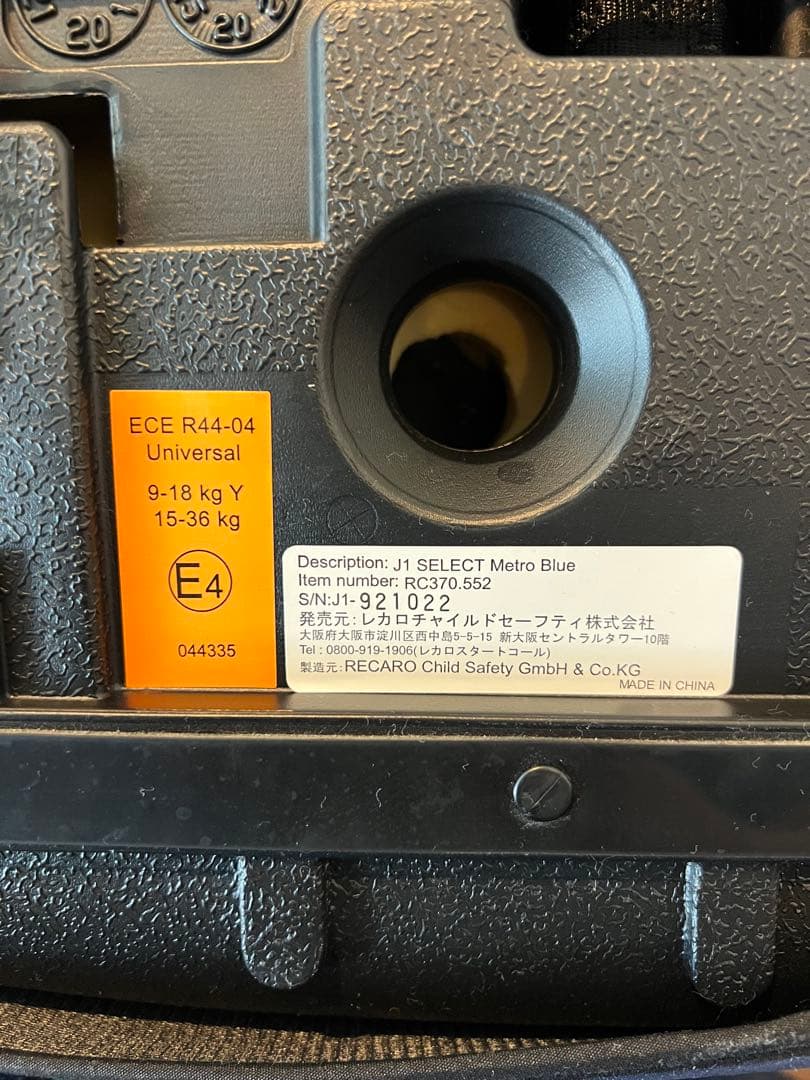 20
20
ECE R44-04
Universal
9-18 kg Y
15-36 kg
E4
044335
Description: J1 SELECT Metro Blue
Item number: RC370.552
S/N:J1-921022
発売元:レカロチャイルドセーフティ株式会社
大阪府大阪市淀川区西中島5-5-15 新大阪セントラルタワー10階
Tel : 0800-919-1906(レカロスタートコール)
製造元:RECARO Child Safety GmbH & Co.KG
MADE IN CHINA